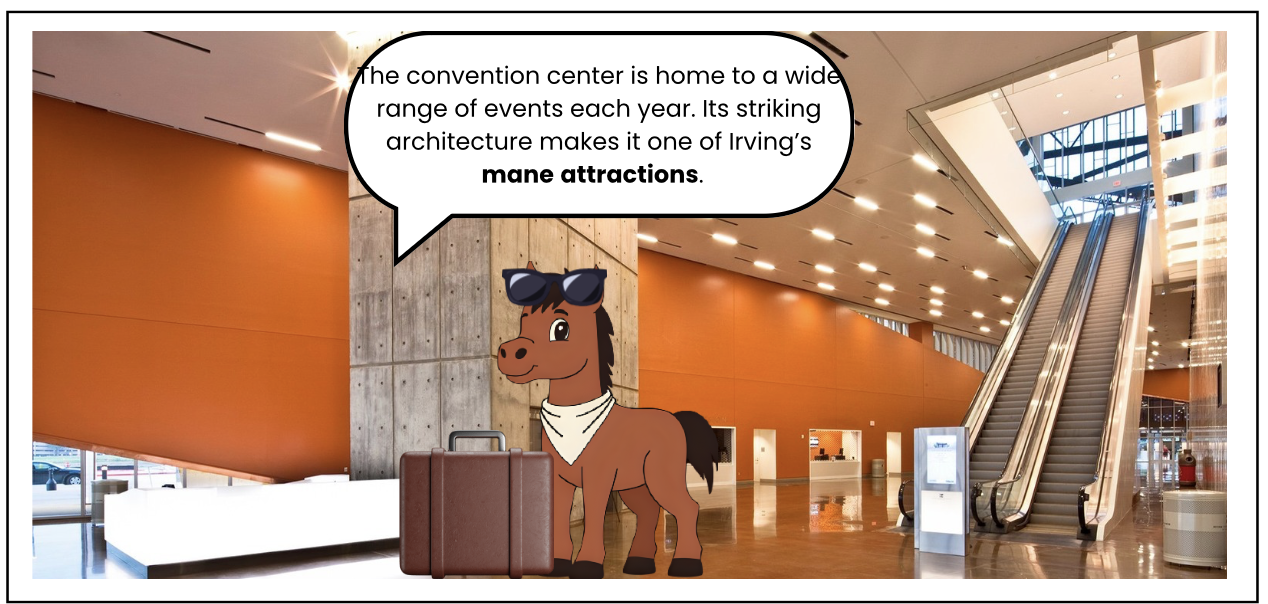 The convention center is home to a wide
range of events each year. Its striking
architecture makes it one of Irving’s
mane attractions.